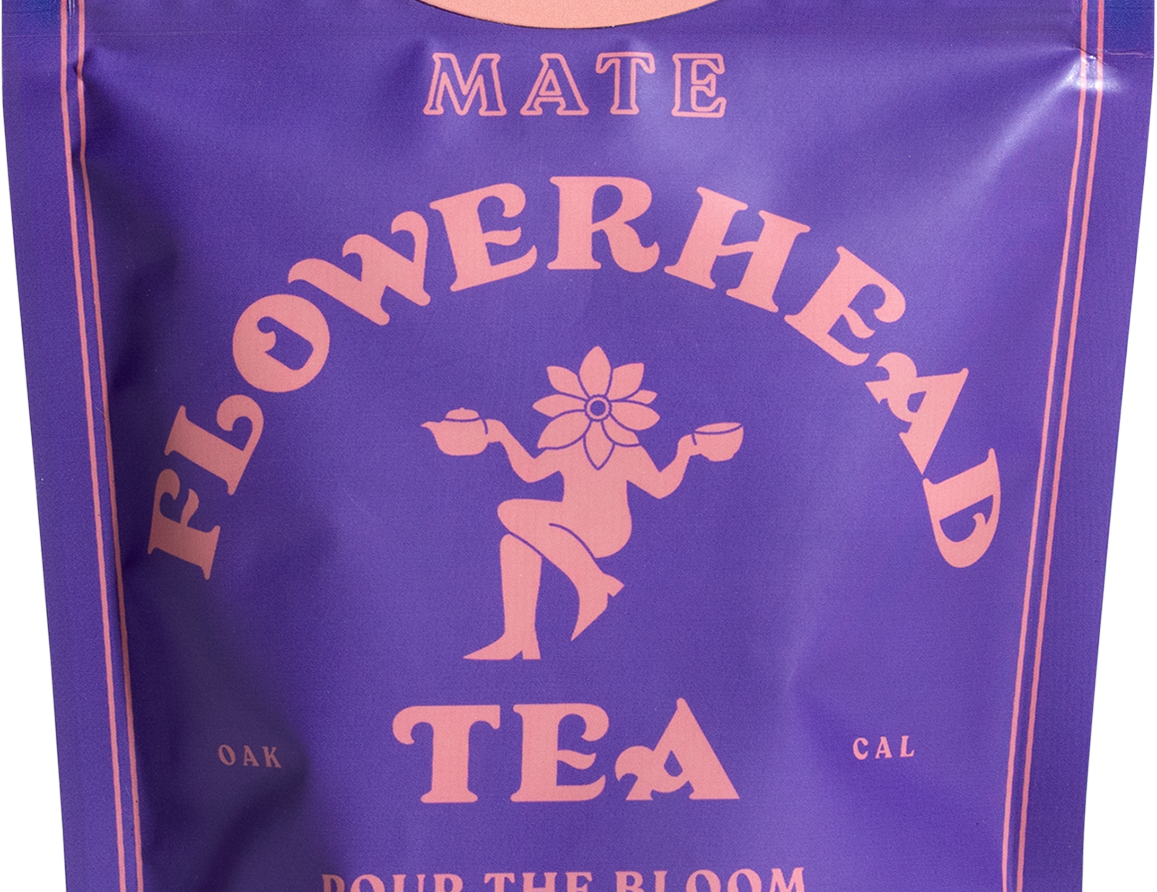 MATE
FLOWERHEAD
TEA
OAK
CAL
POUR THE BLOOM